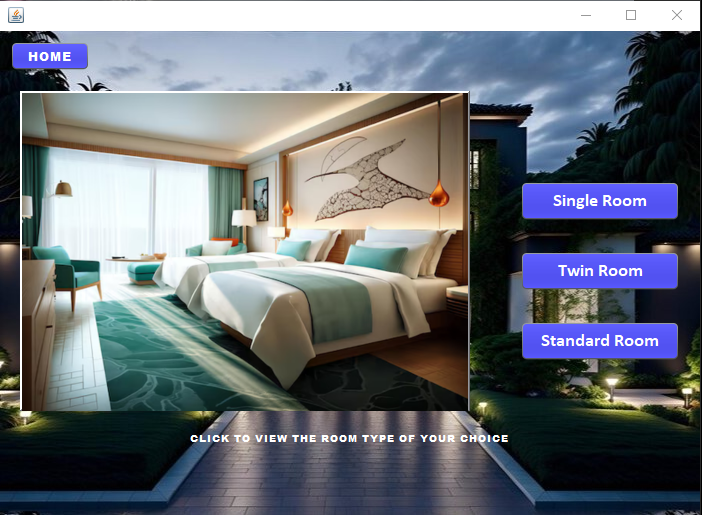 HOME
Single Room
Twin Room
Standard Room
CLICK TO VIEW THE ROOM TYPE OF YOUR CHOICE